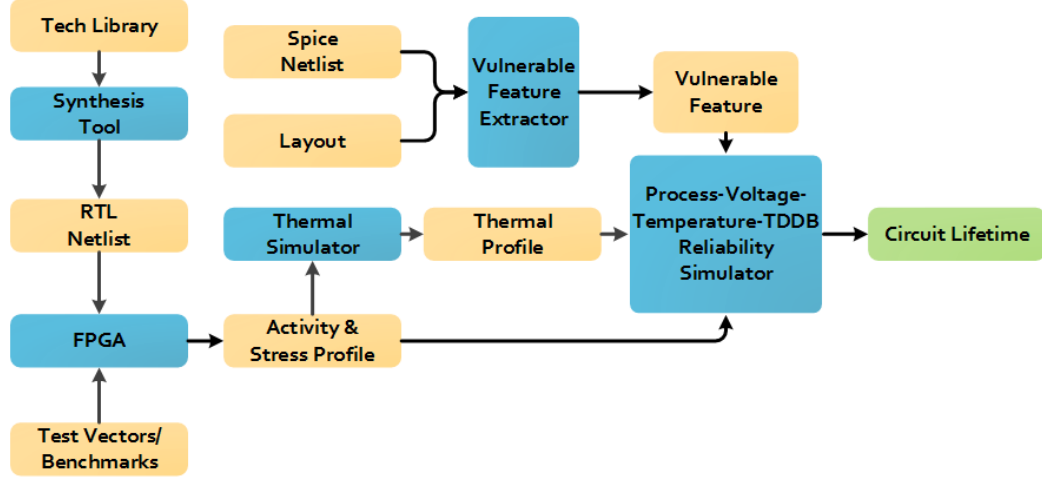 Tech Library
Synthesis
Tool
RTL
Netlist
FPGA
Test Vectors/
Benchmarks
Spice
Netlist
Layout
Vulnerable
Feature
Extractor
Vulnerable
Feature
Thermal
Simulator
Thermal
Profile
Activity &
Stress Profile
Process-Voltage-
Temperature-TDDB
Reliability
Simulator
Circuit Lifetime